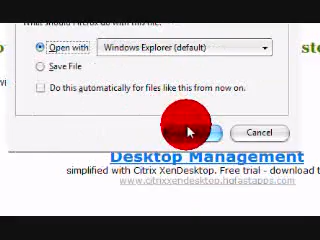 What should Firefox do with this file?
Open with Windows Explorer (default)
Save File
Do this automatically for files like this from now on.
Cancel
Desktop Management
simplified with Citrix XenDesktop. Free trial - download t
www.citrixxendesktop.hqfastapps.com